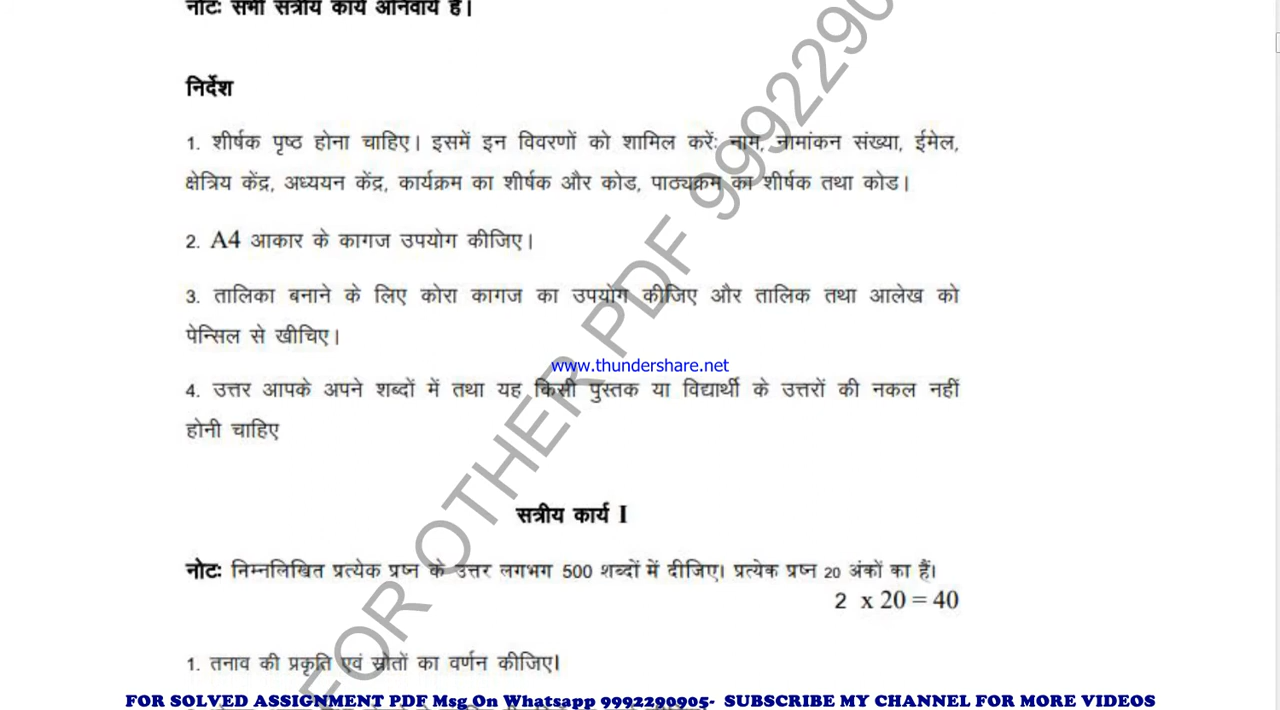 नोटः सभी सत्रीय कार्य अनिवार्य हैं।
निर्देश
1. शीर्षक पृष्ठ होना चाहिए। इसमें इन विवरणों को शामिल करें: नाम, नामांकन संख्या, ईमेल,
क्षेत्रिय केंद्र, अध्ययन केंद्र, कार्यक्रम का शीर्षक और कोड, पाठ्यक्रम का शीर्षक तथा कोड।
2. A4 आकार के कागज उपयोग कीजिए।
3. तालिका बनाने के लिए कोरा कागज का उपयोग कीजिए और तालिक तथा आलेख को
पेन्सिल से खीचिए।
www.thundershare.net
4. उत्तर आपके अपने शब्दों में तथा यह किसी पुस्तक या विद्यार्थी के उत्तरों की नकल नहीं
होनी चाहिए
सत्रीय कार्य I
नोटः निम्नलिखित प्रत्येक प्रश्न के उत्तर लगभग 500 शब्दों में दीजिए। प्रत्येक प्रश्न 20 अंकों का हैं।
2 x 20 = 40
1. तनाव की प्रकृति एवं स्रोतों का वर्णन कीजिए।
FOR OTHER PDF 9992290
FOR SOLVED ASSIGNMENT PDF Msg On Whatsapp 9992290905- SUBSCRIBE MY CHANNEL FOR MORE VIDEOS